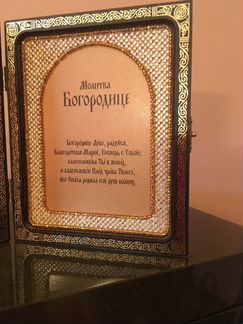 Молитва
Богородице
Богородице Дево, радуйся,
Благодатная Марие, Господь с Тобою;
благословена Ты в женах,
и благословен Плод чрева Твоего,
яко Спаса родила еси душ наших.